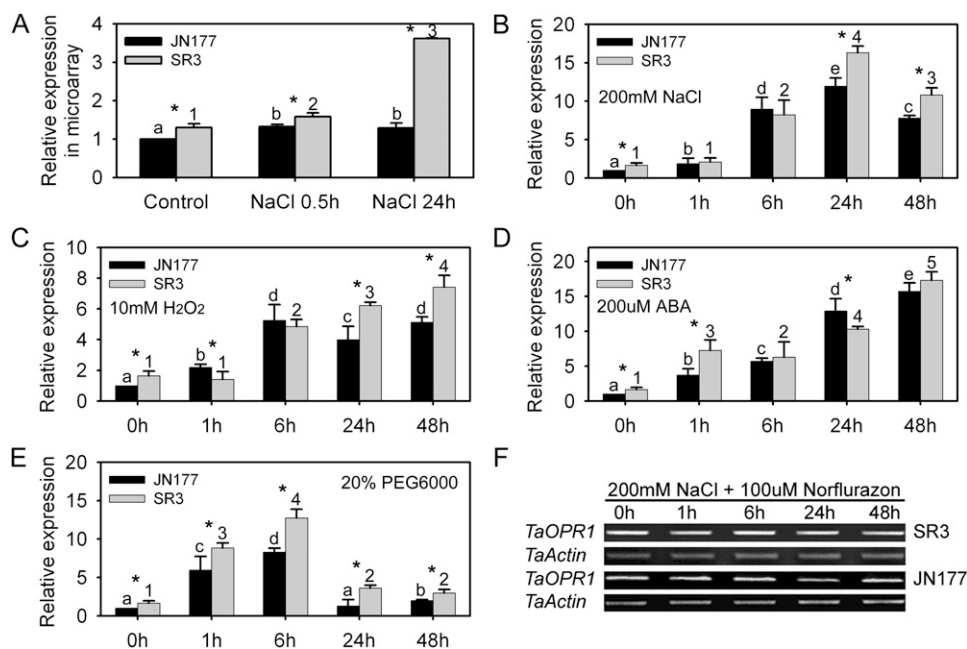 A
Relative expression
in microarray
4
3
2
1
0
JN177
SR3
a
*
1
b
*
2
b
*
3
Control
NaCl 0.5h
NaCl 24h
B
Relative expression
20
15
10
5
0
JN177
SR3
200mM NaCl
a
*
1
b
1
d
2
e
*
4
c
*
3
0h
1h
6h
24h
48h
C
Relative expression
10
8
6
4
2
0
JN177
SR3
10mM H2O2
a
*
1
b
*
1
d
2
c
*
3
d
*
4
0h
1h
6h
24h
48h
D
Relative expression
20
15
10
5
0
JN177
SR3
200uM ABA
a
*
1
b
*
3
c
2
d
*
4
e
5
0h
1h
6h
24h
48h
E
Relative expression
20
15
10
5
0
JN177
SR3
20% PEG6000
a
*
1
c
*
3
d
*
4
a
*
2
b
*
2
0h
1h
6h
24h
48h
F
200mM NaCl + 100uM Norflurazon
0h 1h 6h 24h 48h
TaOPR1
SR3
TaActin
TaOPR1
JN177
TaActin